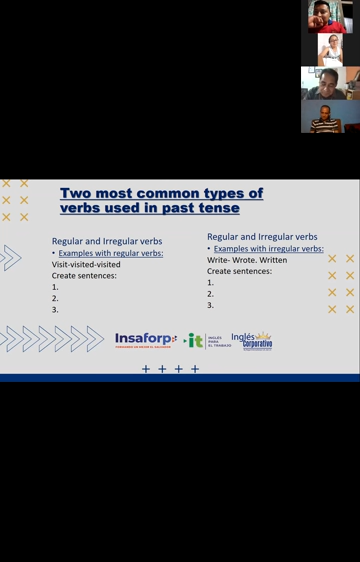 Two most common types of
verbs used in past tense
Regular and Irregular verbs
• Examples with regular verbs:
Visit-visited-visited
Create sentences:
1.
2.
3.
Regular and Irregular verbs
• Examples with irregular verbs:
Write- Wrote. Written
Create sentences:
1.
2.
3.
Insaforp
it
INGLÉS
PARA
EL TRABAJO
Inglés
Corporativo